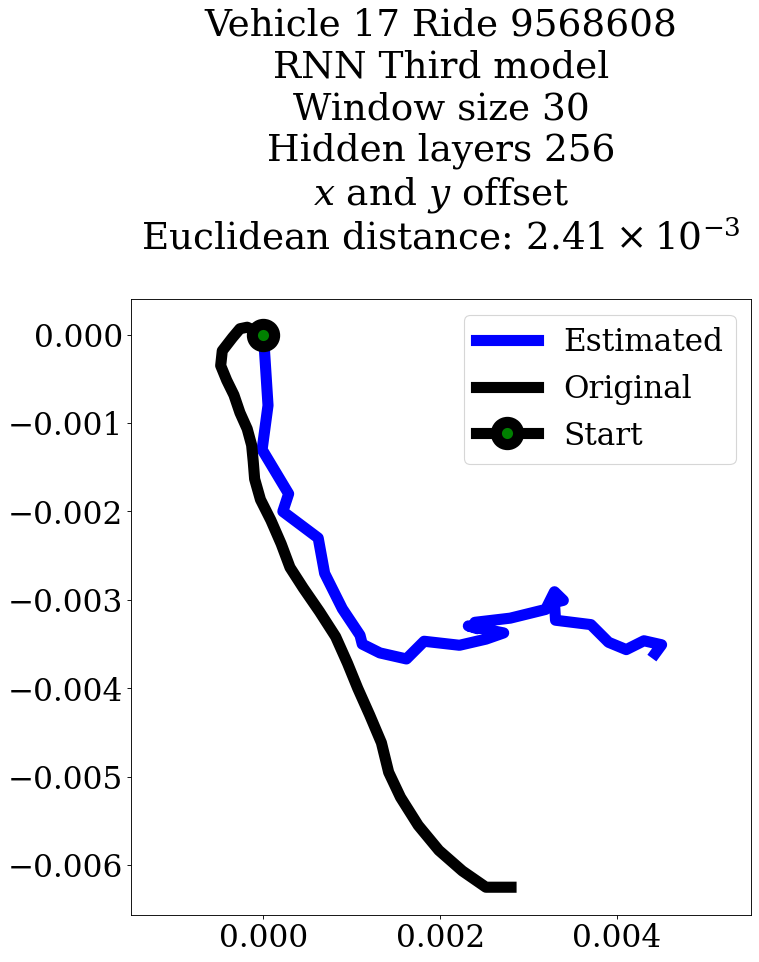 Vehicle 17 Ride 9568608
RNN Third model
Window size 30
Hidden layers 256
x and y offset
Euclidean distance: 2.41 × 10⁻³
Estimated
Original
Start
0.000
−0.001
−0.002
−0.003
−0.004
−0.005
−0.006
0.000 0.002 0.004